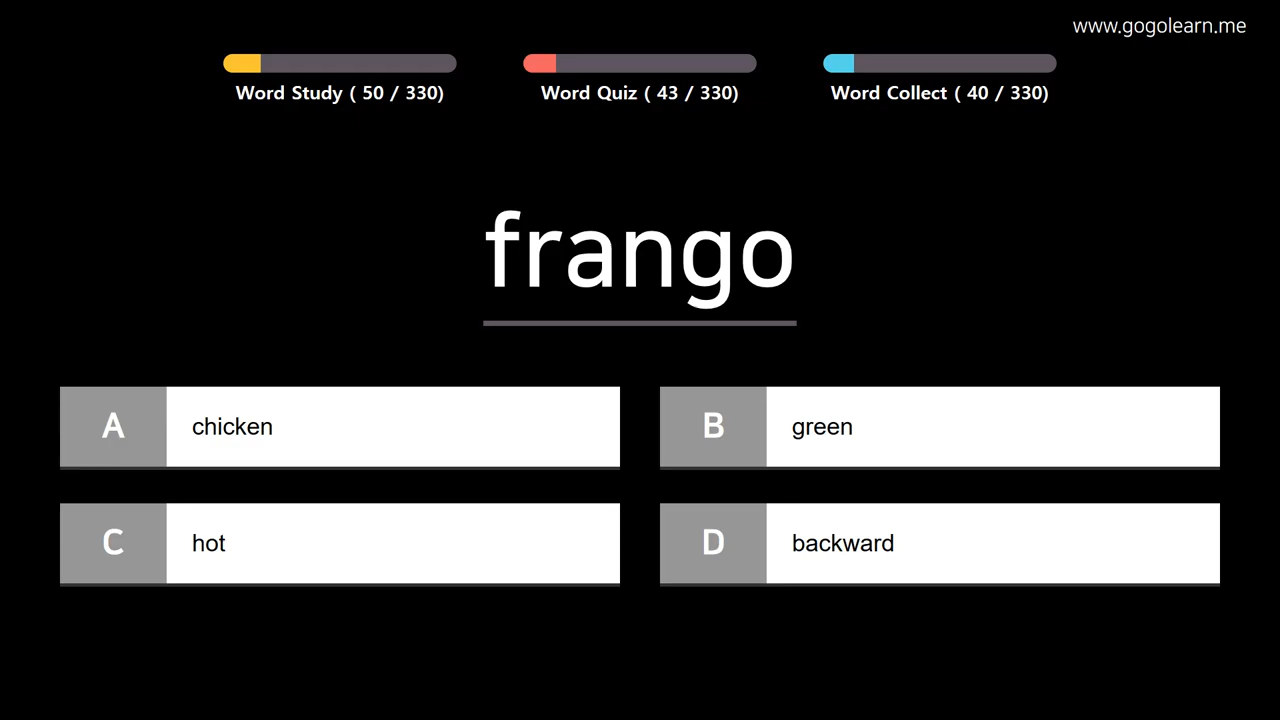 www.gogolearn.me
Word Study ( 50 / 330)
Word Quiz ( 43 / 330)
Word Collect ( 40 / 330)
frango
A chicken
B green
C hot
D backward